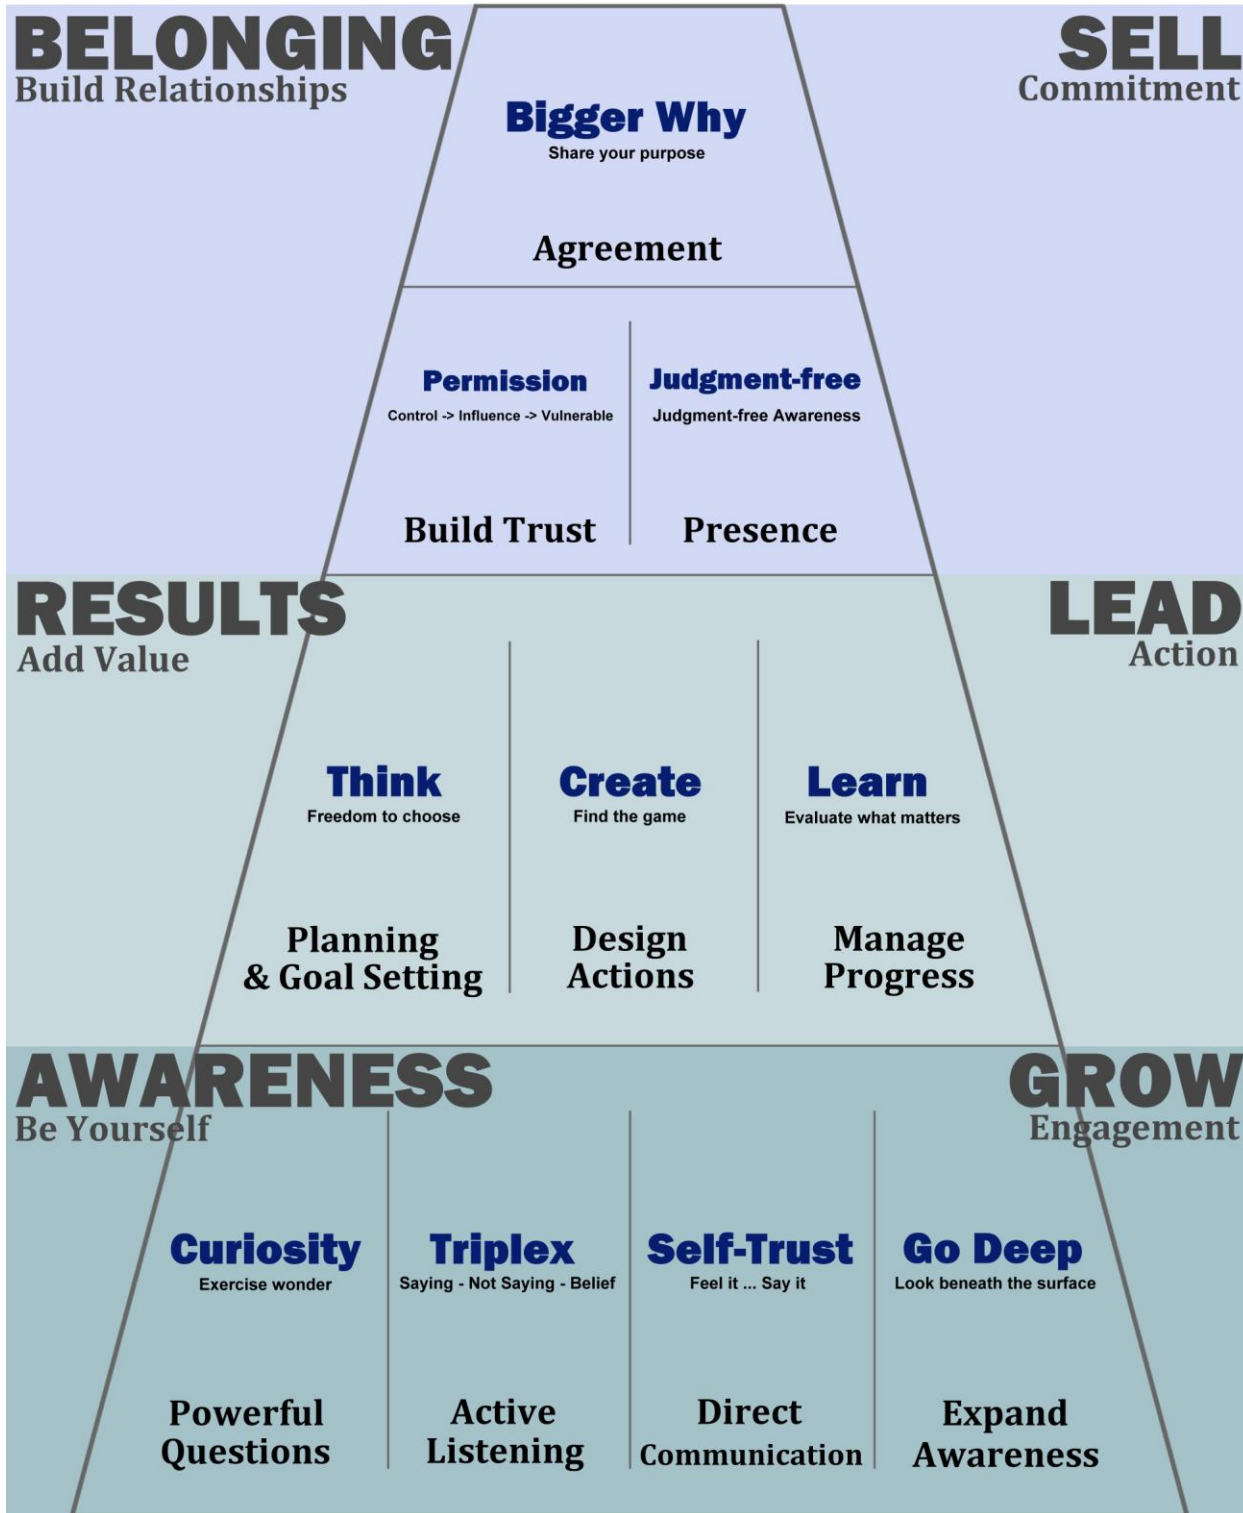 BELONGING
Build Relationships
SELL
Commitment
Bigger Why
Share your purpose
Agreement
Permission
Control -> Influence -> Vulnerable
Build Trust
Judgment-free
Judgment-free Awareness
Presence
RESULTS
Add Value
LEAD
Action
Think
Freedom to choose
Planning
& Goal Setting
Create
Find the game
Design
Actions
Learn
Evaluate what matters
Manage
Progress
AWARENESS
Be Yourself
GROW
Engagement
Curiosity
Exercise wonder
Powerful
Questions
Triplex
Saying - Not Saying - Belief
Active
Listening
Self-Trust
Feel it ... Say it
Direct
Communication
Go Deep
Look beneath the surface
Expand
Awareness